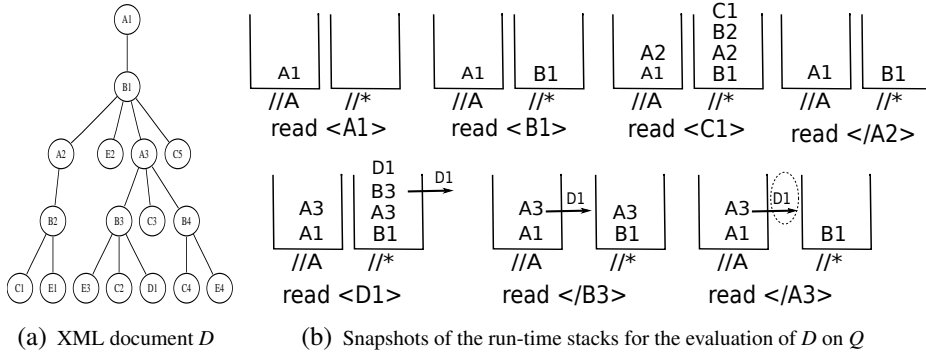 A1
B1
A2 E2 A3 C5
B2 B3 C3 B4
C1 E1 E3 C2 D1 C4 E4
(a) XML document D
A1
//A //*
read <A1>
A1 B1
//A //*
read <B1>
C1
B2
A2 A2
A1 B1
//A //*
read <C1>
A1 B1
//A //*
read </A2>
D1
B3 D1
A3 A3
A1 B1
//A //*
read <D1>
A3 D1 A3
A1 B1
//A //*
read </B3>
A3 D1
A1 B1
//A //*
read </A3>
(b) Snapshots of the run-time stacks for the evaluation of D on Q